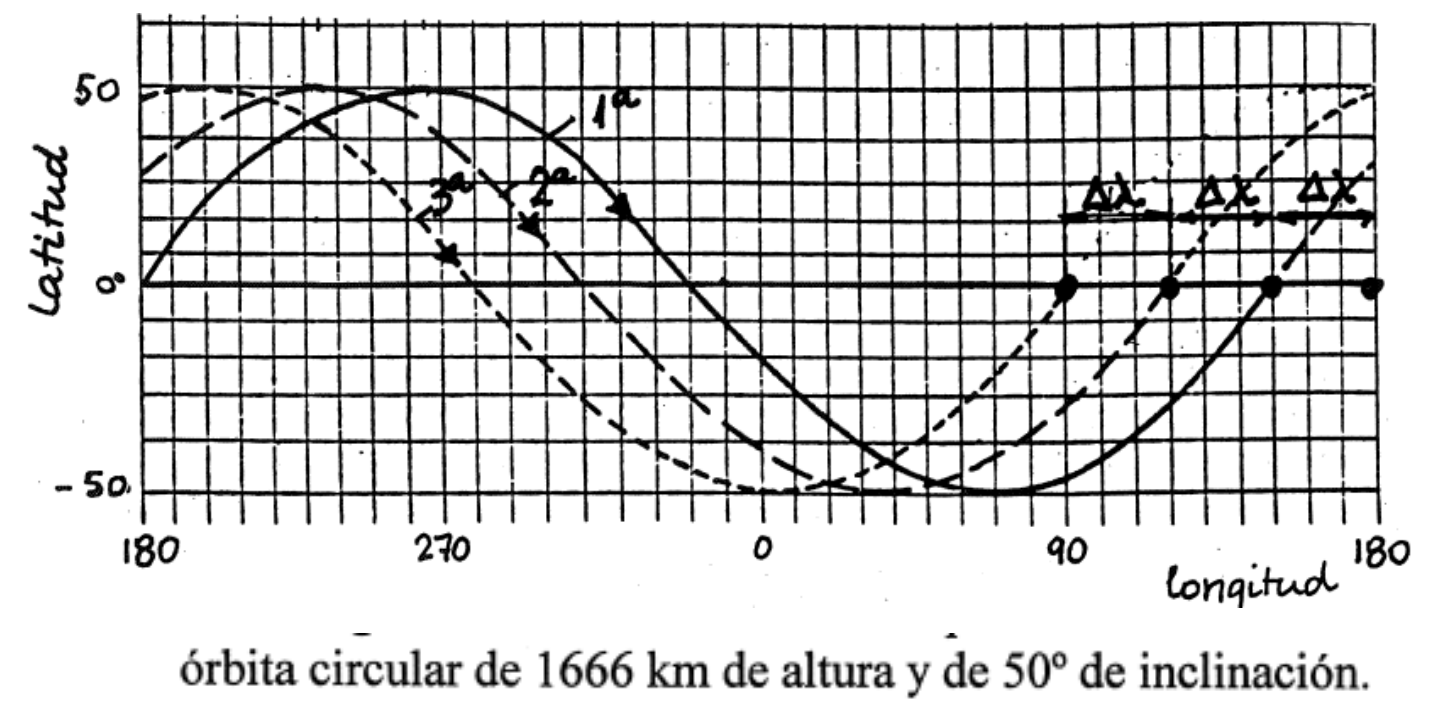 50
1ª
3ª
2ª
Δλ
Δλ
Δλ
Latitud
0°
-50
180
270
0
90
180
longitud
órbita circular de 1666 km de altura y de 50º de inclinación.